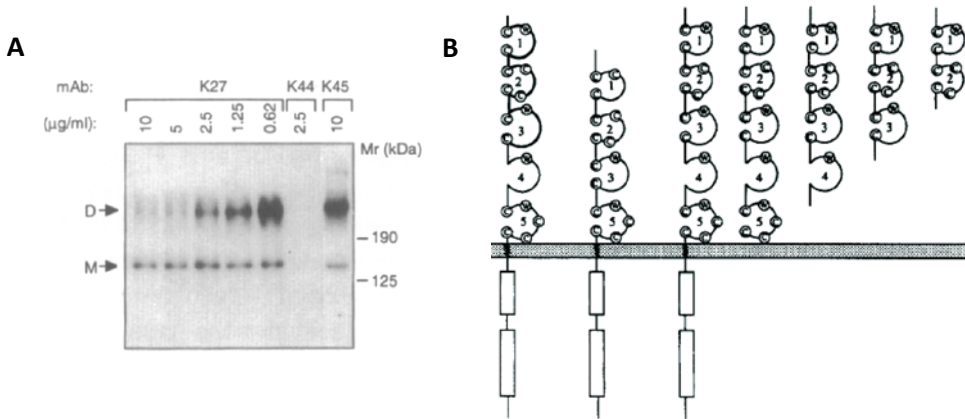 A
B
mAb: K27 K44 K45
(μg/ml): 10 5 2.5 1.25 0.62 2.5 10
Mr (kDa)
D
190
M
125
1 1 1 1 1 1
2 1 2 2 2 2 2
3 2 3 3 3 3
4 3 4 4 4
5 5 5 5